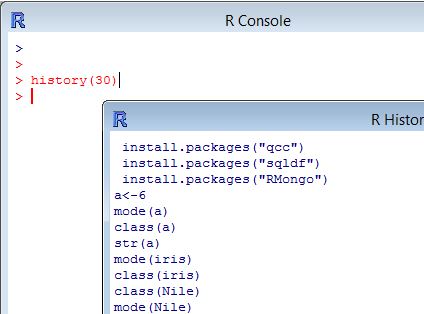 R Console
>
>
> history(30)
>
R Histor
install.packages("qcc")
install.packages("sqldf")
install.packages("RMongo")
a<-6
mode(a)
class(a)
str(a)
mode(iris)
class(iris)
class(Nile)
mode(Nile)